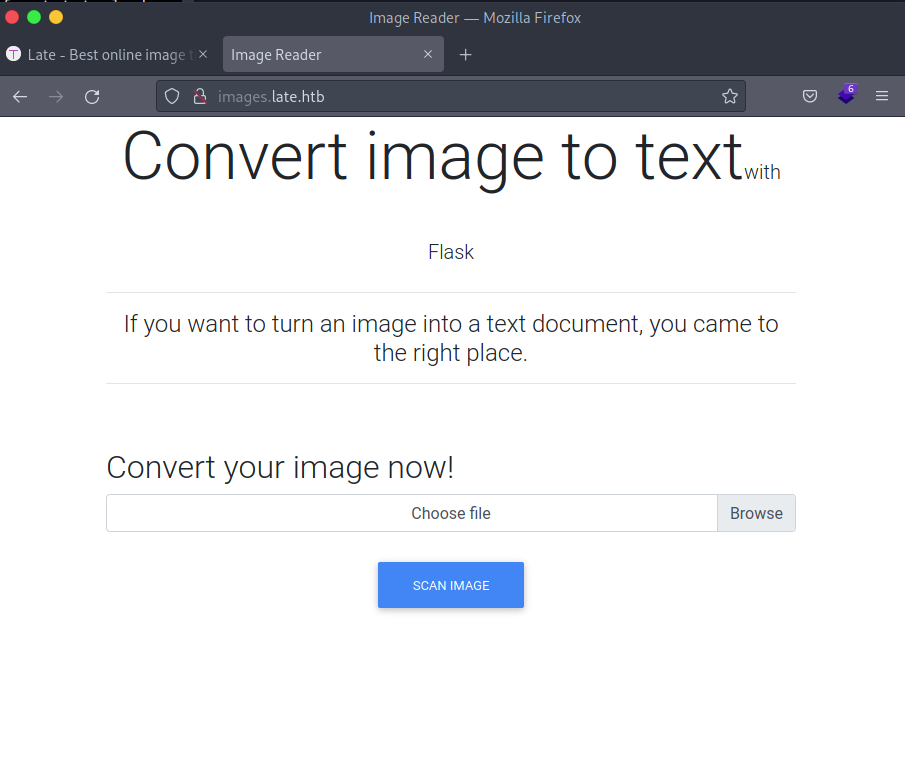 Image Reader — Mozilla Firefox
Late - Best online image
Image Reader
images.late.htb
6
Convert image to text with
Flask
If you want to turn an image into a text document, you came to
the right place.
Convert your image now!
Choose file
Browse
SCAN IMAGE